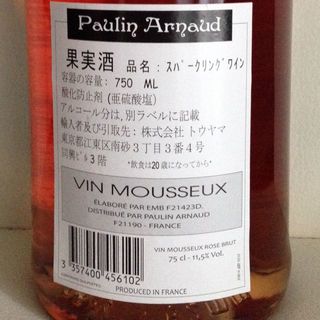 Paulin Arnaud
果実酒 品名：スパークリングワイン
容器の容量：750 ML
酸化防止剤（亜硫酸塩）
アルコール分は，別ラベルに記載
輸入者及び引取先：株式会社 トウヤマ
東京都江東区南砂３丁目３番４号
同興ビル３階 *飲食は20歳になってから*
VIN MOUSSEUX
ÉLABORÉ PAR EMB F21423D.
DISTRIBUÉ PAR PAULIN ARNAUD
F21190 - FRANCE
VIN MOUSSEUX ROSE BRUT
75 cl - 11,5% Vol.
3 357400 456102
PRODUCED IN FRANCE